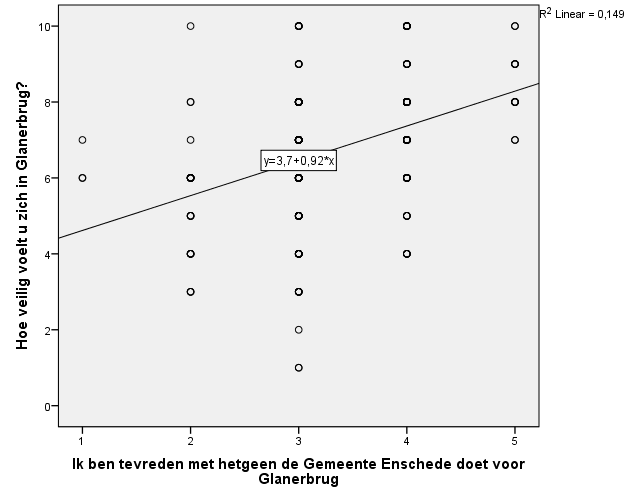 R2 Linear = 0,149
10
8
6
4
2
0
Hoe veilig voelt u zich in Glanerbrug?
y=3,7+0,92*x
1 2 3 4 5
Ik ben tevreden met hetgeen de Gemeente Enschede doet voor
Glanerbrug